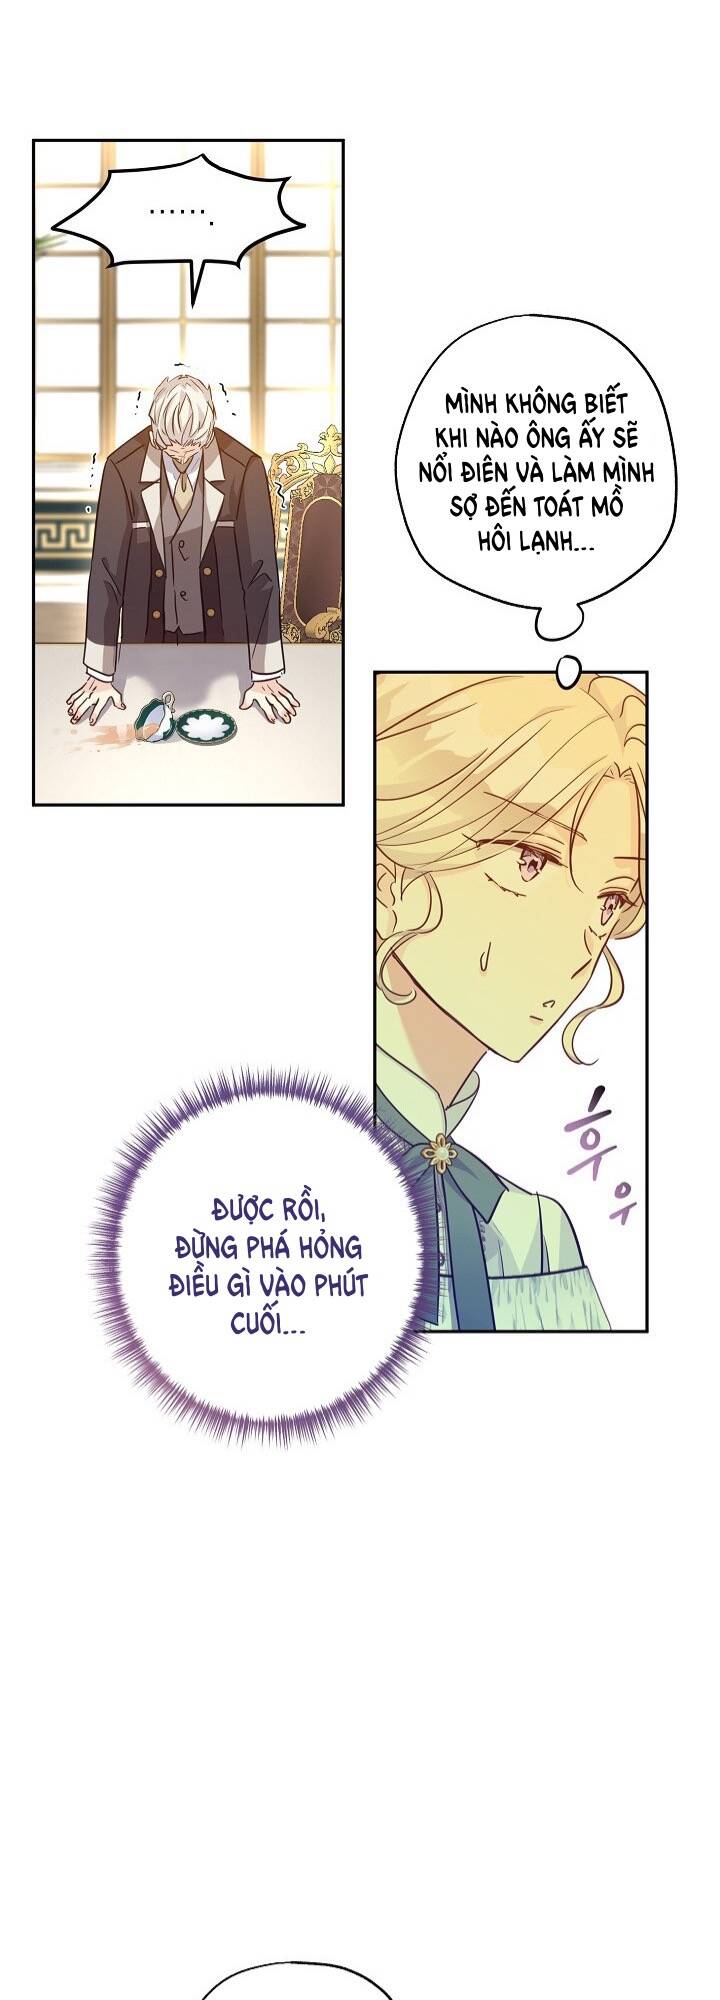 .......
MÌNH KHÔNG BIẾT
KHI NÀO ÔNG ẤY SẼ
NỔI ĐIÊN VÀ LÀM MÌNH
SỢ ĐẾN TOÁT MỒ
HÔI LẠNH...
후우
ĐƯỢC RỒI,
ĐỪNG PHÁ HỎNG
ĐIỀU GÌ VÀO PHÚT
CUỐI...